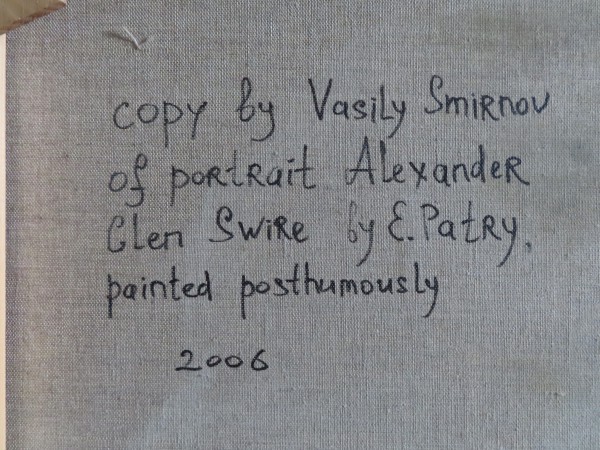 copy by Vasily Smirnov
of portrait Alexander
Glen Swire by E. Patry,
painted posthumously
2006